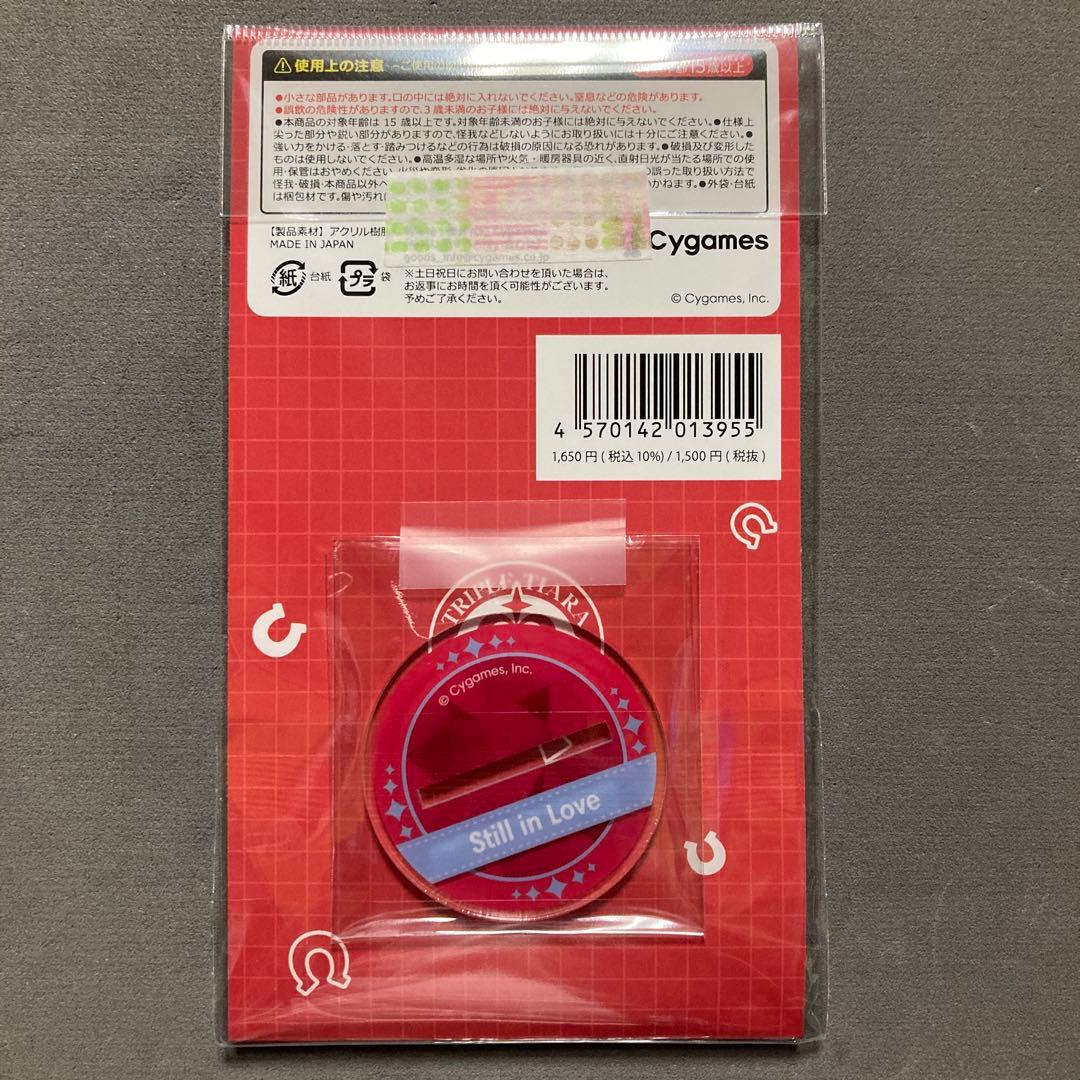 使用上の注意
15歳以上
●小さな部品があります。口の中には絶対に入れないでください。窒息などの危険があります。
●誤飲の危険性がありますので、3歳未満のお子様には絶対に与えないでください。
●本商品の対象年齢は 15 歳以上です。対象年齢未満のお子様には絶対に与えないでください。●仕様上
尖った部分や鋭い部分がありますので、怪我などしないようにお取り扱いには十分にご注意ください。●
強い力をかける・落とす・踏みつけるなどの行為は破損の原因になる恐れがあります。●破損及び変形した
ものは使用しないでください。●高温多湿な場所や火気・暖房器具の近く、直射日光が当たる場所での使
用・保管はおやめください。の誤った取り扱い方法で
怪我・破損・本商品以外へかねます。●外袋・台紙
は梱包材です。傷や汚れ
【製品素材】アクリル樹脂
MADE IN JAPAN
goods_info@cygames.co.jp
Cygames
紙 台紙 プラ 袋
※土日祝日にお問い合わせを頂いた場合は、
お返事にお時間を頂く可能性がございます。
予めご了承ください。
© Cygames, Inc.
4 570142 013955
1,650 円 ( 税込 10%) / 1,500 円 ( 税抜 )
TRIPLE TIARA
© Cygames, Inc.
Still in Love